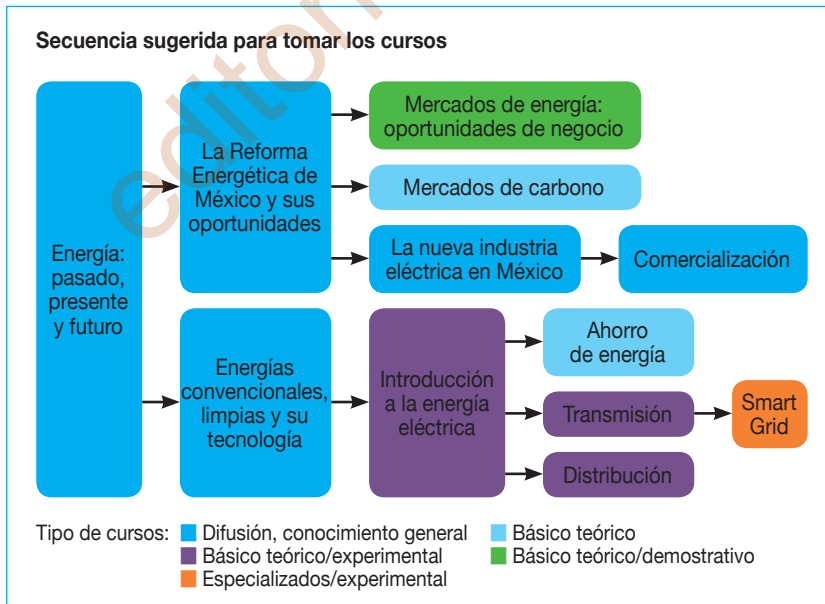 Secuencia sugerida para tomar los cursos
Energía:
pasado,
presente
y futuro
La Reforma
Energética de
México y sus
oportunidades
Mercados de energía:
oportunidades de negocio
Mercados de carbono
La nueva industria
eléctrica en México
Comercialización
Energías
convencionales,
limpias y su
tecnología
Introducción
a la energía
eléctrica
Ahorro
de energía
Transmisión
Smart
Grid
Distribución
Tipo de cursos:
Difusión, conocimiento general
Básico teórico
Básico teórico/experimental
Básico teórico/demostrativo
Especializados/experimental